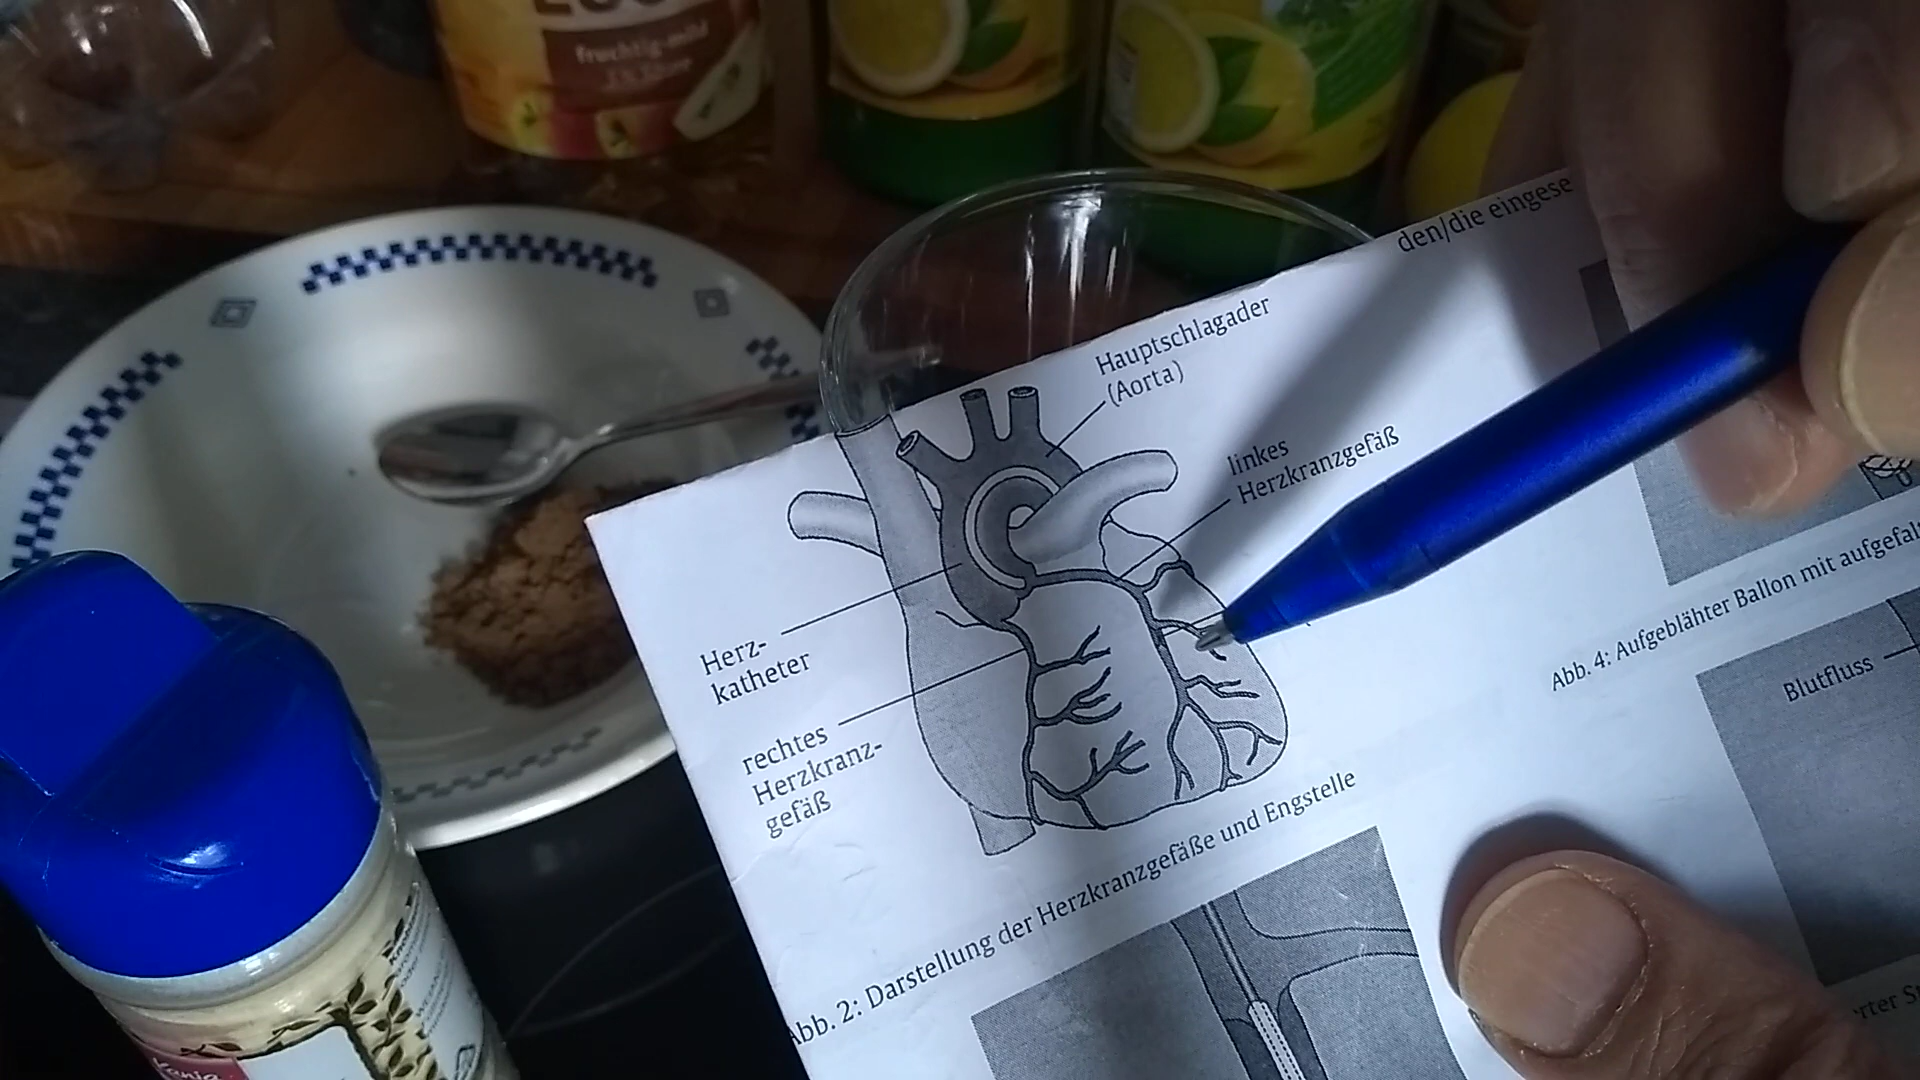 fruchtig-mild
den/die eingese
Hauptschlagader
(Aorta)
linkes
Herzkranzgefäß
Herz-
katheter
rechtes
Herzkranz-
gefäß
Abb. 2: Darstellung der Herzkranzgefäße und Engstelle
Abb. 4: Aufgeblähter Ballon mit aufgefal
Blutfluss